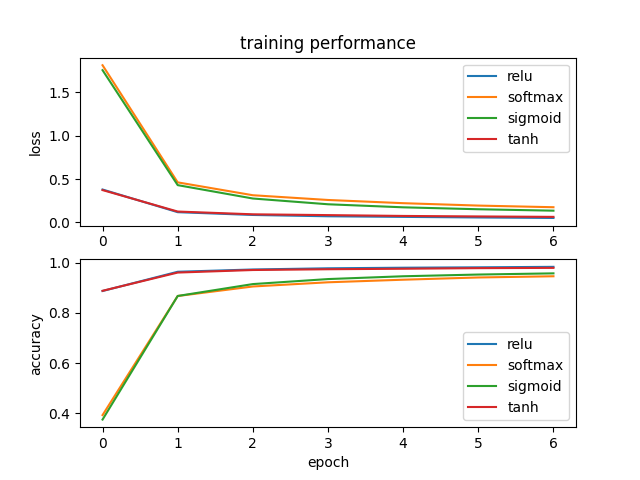 training performance
loss
1.5
1.0
0.5
0.0
relu
softmax
sigmoid
tanh
0 1 2 3 4 5 6
accuracy
1.0
0.8
0.6
0.4
relu
softmax
sigmoid
tanh
0 1 2 3 4 5 6
epoch